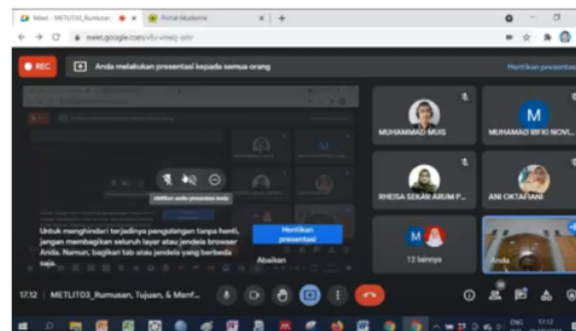 Meet - METLIT03_Rumusan,
Portal Akademik
meet.google.com/
REC
Anda melakukan presentasi kepada semua orang
Hentikan presentasi
MUHAMMAD MUIS
MUHAMAD RIFKI NOVI...
RHEISA SEKAR ARUM P...
ANI OKTAFIANI
M
12 lainnya
Anda
Untuk menghindari terjadinya pengulangan tanpa henti,
jangan membagikan seluruh layar atau jendela browser
Anda. Namun, bagikan tab atau jendela yang berbeda
saja.
Hentikan
presentasi
Abaikan
17.12 | METLIT03_Rumusan, Tujuan, & Manf...
ENG
17.12